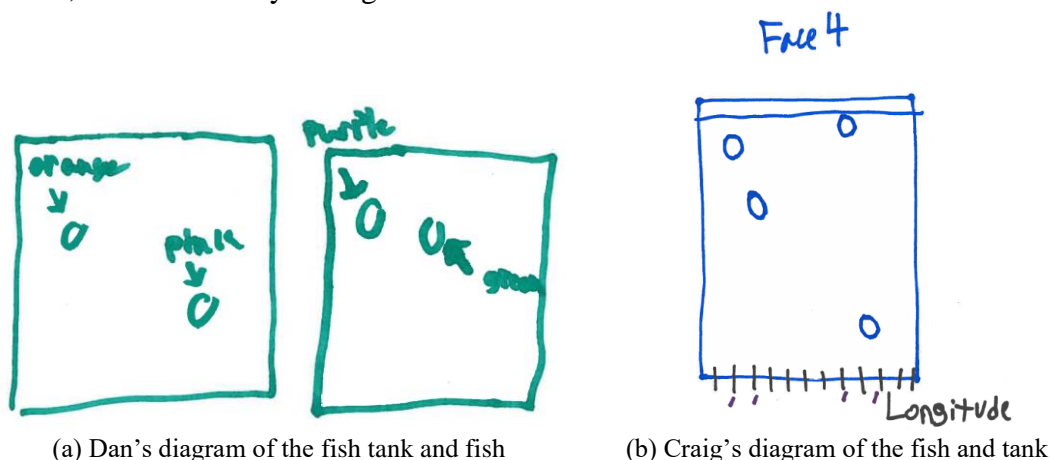 Face 4
purple
orange
pink
green
Longitude
(a) Dan's diagram of the fish tank and fish
(b) Craig's diagram of the fish and tank